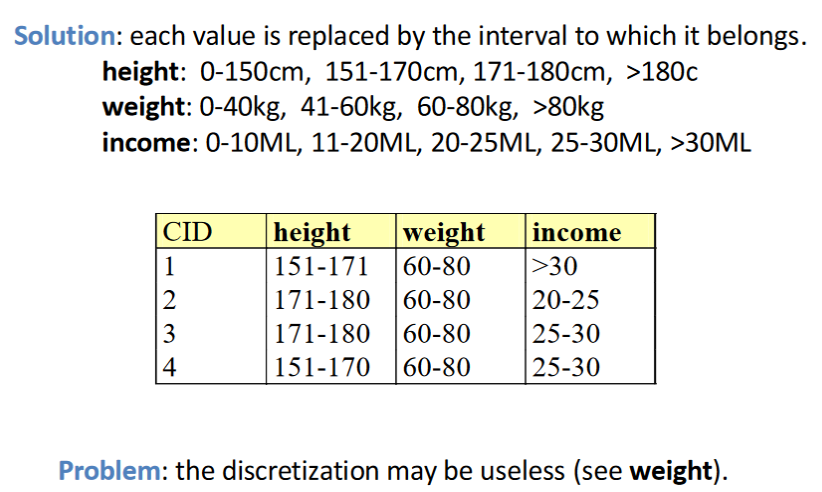 Solution: each value is replaced by the interval to which it belongs.
height: 0-150cm, 151-170cm, 171-180cm, >180c
weight: 0-40kg, 41-60kg, 60-80kg, >80kg
income: 0-10ML, 11-20ML, 20-25ML, 25-30ML, >30ML
CID height weight income
1 151-171 60-80 >30
2 171-180 60-80 20-25
3 171-180 60-80 25-30
4 151-170 60-80 25-30
Problem: the discretization may be useless (see weight).